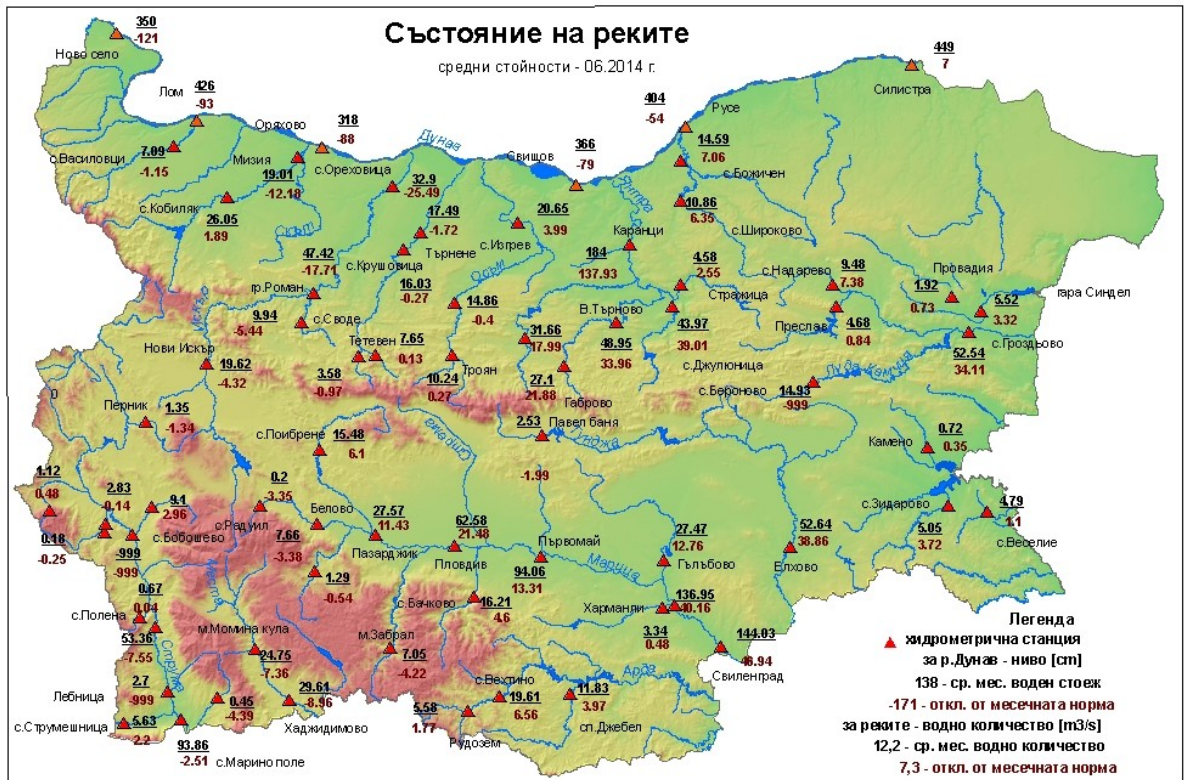 Състояние на реките
средни стойности - 06.2014 г.
350
-121
Ново село
449
7
Силистра
Лом
426
-93
404
-54
Русе
Оряхово
318
-88
Дунав
Свищов
366
-79
14.59
7.06
с.Божичен
с.Василовци
7.09
-1.15
Мизия
19.01
-12.18
с.Ореховица
32.9
-25.49
Янтра
с.Кобиляк
26.05
1.89
Скът
17.49
-1.72
Търнене
с.Изгрев
20.65
3.99
10.86
6.35
с.Широково
Каранци
184
137.93
47.42
-17.71
гр.Роман
с.Крушовица
16.03
-0.27
Осъм
4.58
2.55
Стражица
с.Надарево
9.48
7.38
Провадия
1.92
0.73
5.52
3.32
гара Синдел
Искър
9.94
-5.44
с.Своде
14.86
-0.4
В.Търново
48.95
33.96
43.97
39.01
с.Джулюница
Преслав
4.68
0.84
с.Гроздьово
52.54
34.11
Нови Искър
19.62
-4.32
Тетевен
7.65
0.13
3.58
-0.97
10.24
0.27
Троян
31.66
17.99
27.1
21.88
Габрово
с.Бероново
14.93
-999
Луда Камчия
Перник
1.35
-1.34
с.Поибрене
15.48
6.1
Стряма
2.53
Павел баня
-1.99
Тунджа
Камено
0.72
0.35
1.12
0.48
2.83
-0.14
9.1
2.96
с.Бобошево
0.2
-3.35
с.Радуил
Белово
7.66
-3.38
27.57
11.43
Пазарджик
62.58
21.48
Пловдив
Първомай
94.06
13.31
Марица
27.47
12.76
Гълъбово
52.64
38.86
Елхово
с.Зидарово
5.05
3.72
4.79
1.1
с.Веселие
0.18
-0.25
-999
-999
0.67
0.04
с.Полена
53.36
-7.55
Места
1.29
-0.54
с.Бачково
16.21
4.6
Харманли
136.95
40.16
3.34
0.48
144.03
46.94
Свиленград
м.Момина кула
24.75
-7.36
м.Забрал
7.05
-4.22
Струма
Арда
Лебница
2.7
-999
0.45
-4.39
29.61
-8.96
Хаджидимово
с.Вехтино
19.61
6.56
11.83
3.97
сп.Джебел
5.58
1.77
Рудозем
с.Струмешница
5.63
2.2
93.86
-2.51
с.Марино поле
Легенда
хидрометрична станция
за р.Дунав - ниво [cm]
138 - ср. мес. воден стоеж
-171 - откл. от месечната норма
за реките - водно количество [m3/s]
12,2 - ср. мес. водно количество
7,3 - откл. от месечната норма